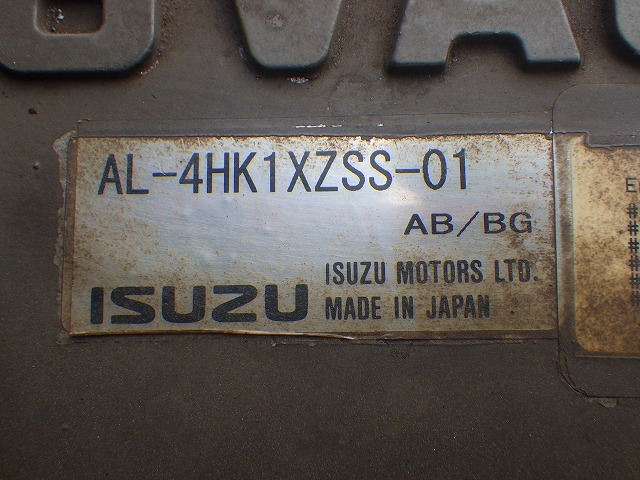 AL-4HK1XZSS-01
AB/BG
ISUZU
ISUZU MOTORS LTD.
MADE IN JAPAN